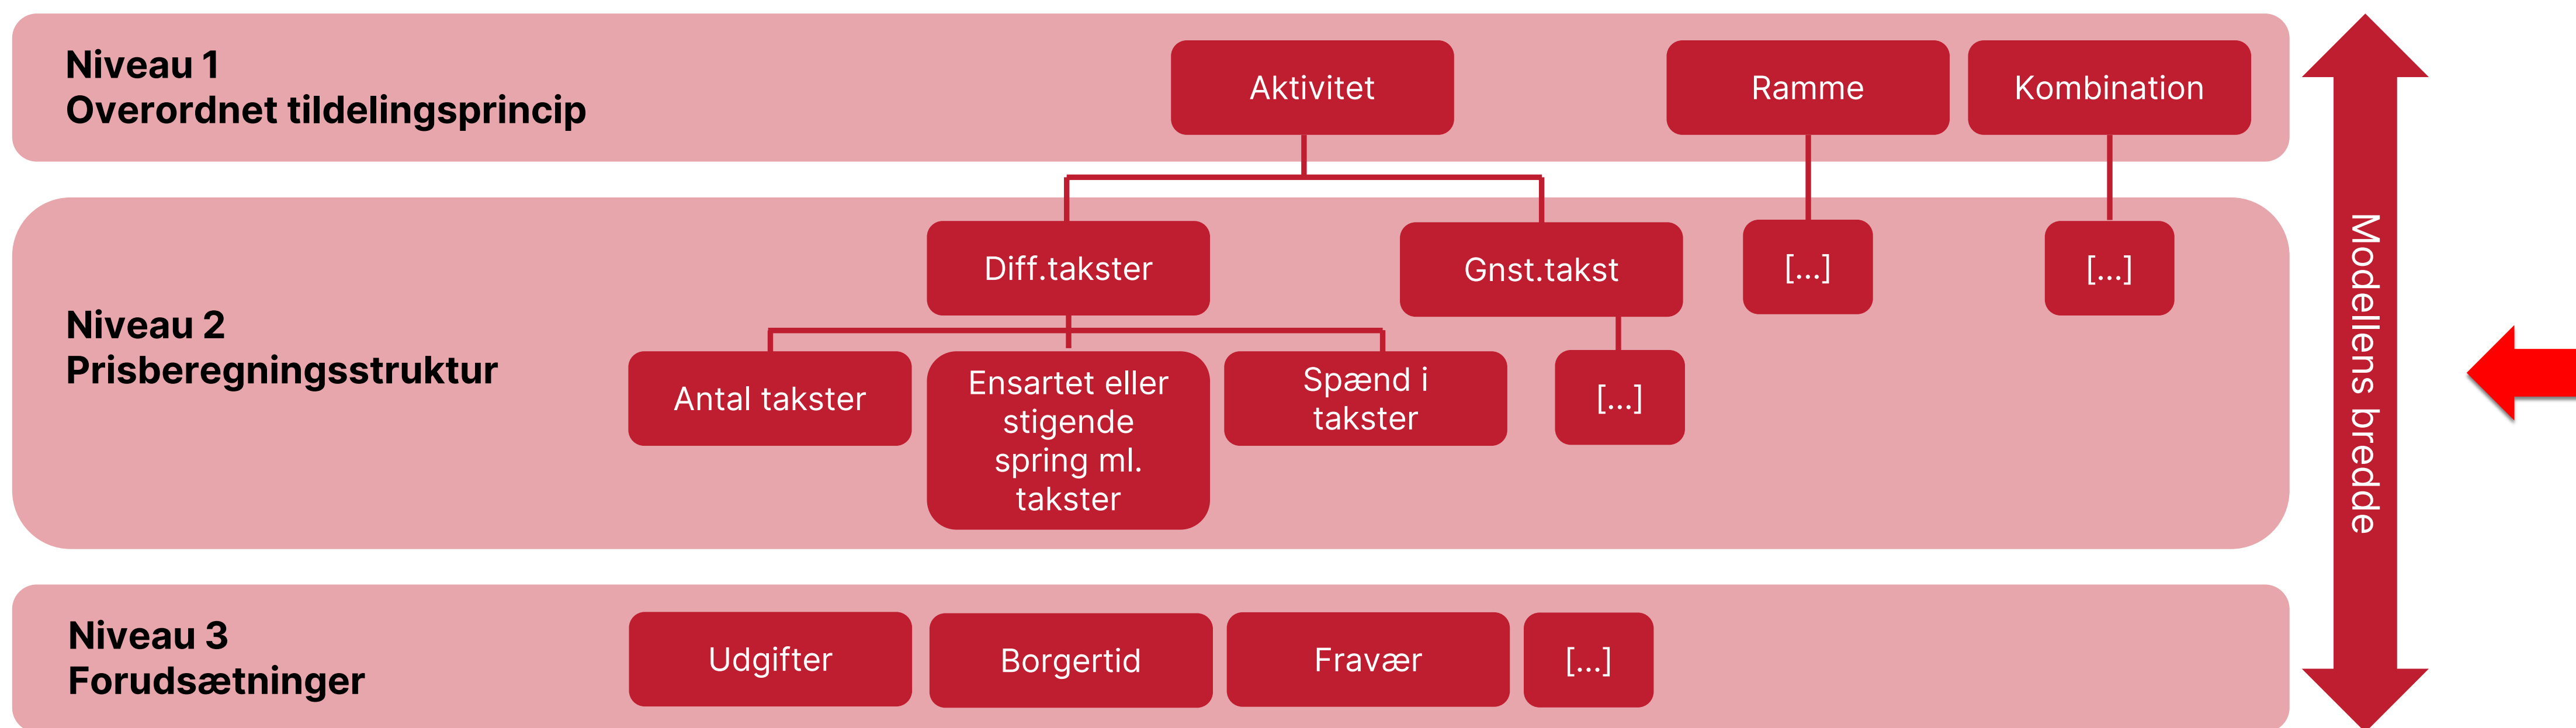 Niveau 1
Overordnet tildelingsprincip
Aktivitet
Ramme
Kombination
Niveau 2
Prisberegningsstruktur
Diff.takster
Gnst.takst
[...]
[...]
Antal takster
Ensartet eller
stigende
spring ml.
takster
Spænd i
takster
[...]
Niveau 3
Forudsætninger
Udgifter
Borgertid
Fravær
[...]
Modellens bredde